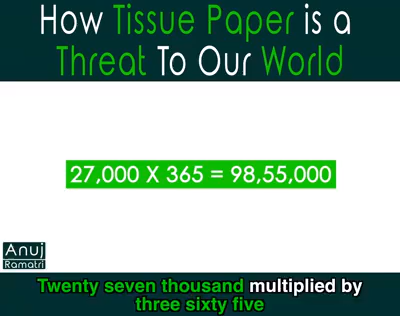 How Tissue Paper is a
Threat To Our World
27,000 X 365 = 98,55,000
Anuj
Ramatri
Twenty seven thousand multiplied by
three sixty five